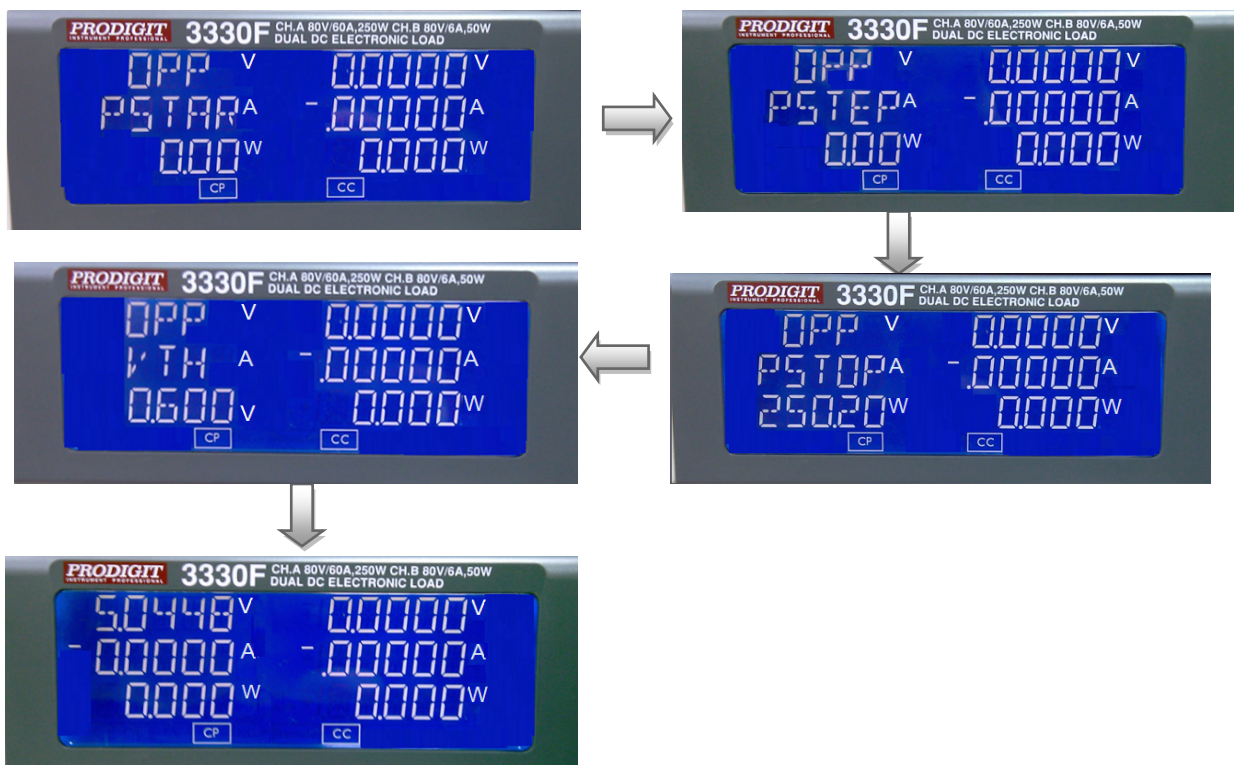 PRODIGIT 3330F CH.A 80V/60A,250W CH.B 80V/6A,50W
INSTRUMENT PROFESSIONAL DUAL DC ELECTRONIC LOAD
OPP V 0.0000 V
PSTAR A -.00000 A
0.00 W 0.000 W
CP CC
PRODIGIT 3330F CH.A 80V/60A,250W CH.B 80V/6A,50W
INSTRUMENT PROFESSIONAL DUAL DC ELECTRONIC LOAD
OPP V 0.0000 V
PSTEP A -.00000 A
0.00 W 0.000 W
CP CC
PRODIGIT 3330F CH.A 80V/60A,250W CH.B 80V/6A,50W
INSTRUMENT PROFESSIONAL DUAL DC ELECTRONIC LOAD
OPP V 0.0000 V
PSTOP A -.00000 A
250.20 W 0.000 W
CP CC
PRODIGIT 3330F CH.A 80V/60A,250W CH.B 80V/6A,50W
INSTRUMENT PROFESSIONAL DUAL DC ELECTRONIC LOAD
OPP V 0.0000 V
VTH A -.00000 A
0.600 V 0.000 W
CP CC
PRODIGIT 3330F CH.A 80V/60A,250W CH.B 80V/6A,50W
INSTRUMENT PROFESSIONAL DUAL DC ELECTRONIC LOAD
5.0448 V 0.0000 V
-0.0000 A -.00000 A
0.000 W 0.000 W
CP CC